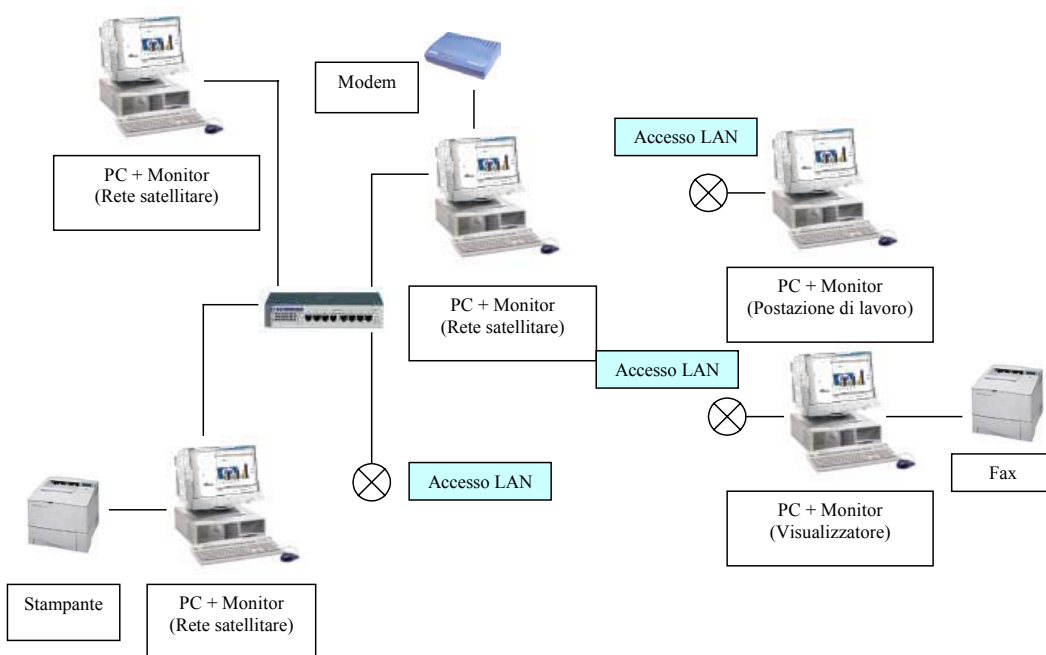 Modem
Accesso LAN
PC + Monitor
(Rete satellitare)
PC + Monitor
(Postazione di lavoro)
PC + Monitor
(Rete satellitare)
Accesso LAN
Accesso LAN
Fax
PC + Monitor
(Visualizzatore)
Stampante
PC + Monitor
(Rete satellitare)